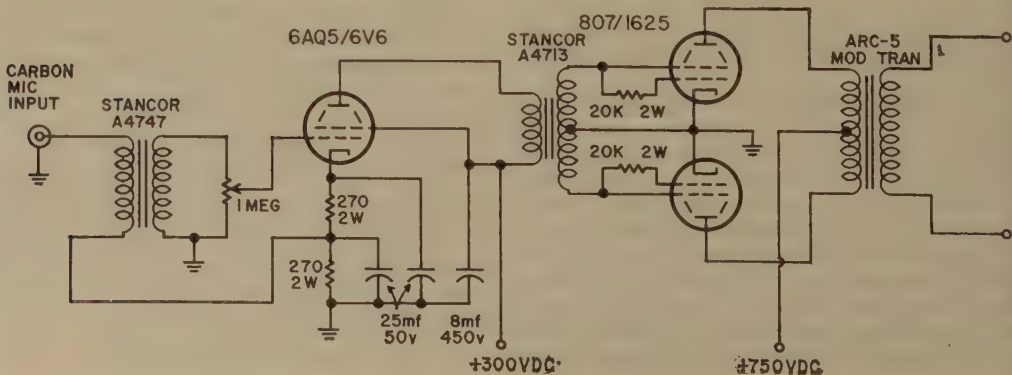 CARBON
MIC
INPUT
STANCOR
A4747
1 MEG
6AQ5/6V6
270
2W
270
2W
25mf
50v
8mf
450v
+300VDC
STANCOR
A4713
807/1625
20K 2W
20K 2W
ARC-5
MOD TRAN
+750VDC